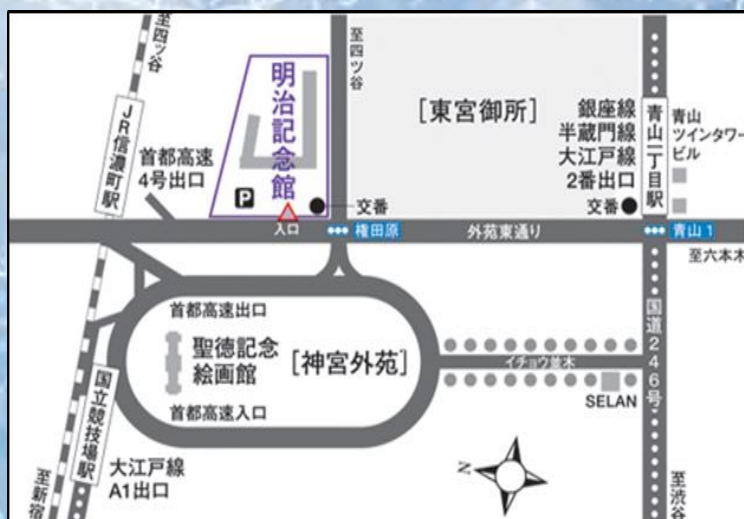 至四ッ谷
JR信濃町駅
首都高速
4号出口
明治記念館
P
入口
至四ツ谷
交番
権田原
[東宮御所]
外苑東通り
銀座線
半蔵門線
大江戸線
2番出口
交番
青山一丁目駅
青山
ツインタワー
ビル
青山 1
至六本木
首都高速出口
聖徳記念
絵画館
[神宮外苑]
首都高速入口
イチョウ並木
SELAN
国道246号
至渋谷
国立競技場駅
大江戸線
A1出口
至新宿
N